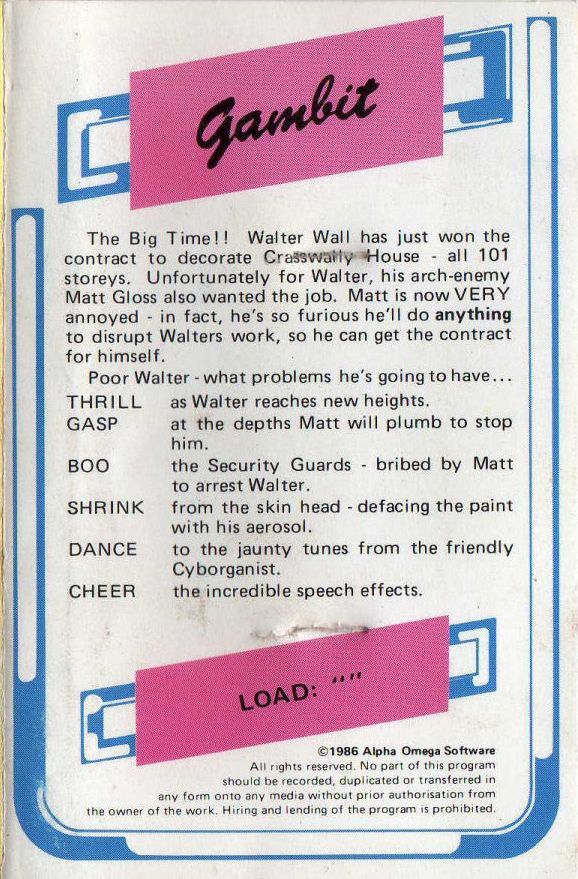 Gambit
The Big Time!! Walter Wall has just won the
contract to decorate Crasswally House - all 101
storeys. Unfortunately for Walter, his arch-enemy
Matt Gloss also wanted the job. Matt is now VERY
annoyed - in fact, he's so furious he'll do anything
to disrupt Walters work, so he can get the contract
for himself.
Poor Walter - what problems he's going to have...
THRILL as Walter reaches new heights.
GASP at the depths Matt will plumb to stop
him.
BOO the Security Guards - bribed by Matt
to arrest Walter.
SHRINK from the skin head - defacing the paint
with his aerosol.
DANCE to the jaunty tunes from the friendly
Cyborganist.
CHEER the incredible speech effects.
LOAD: “"”
©1986 Alpha Omega Software
All rights reserved. No part of this program
should be recorded, duplicated or transferred in
any form onto any media without prior authorisation from
the owner of the work. Hiring and lending of the program is prohibited.